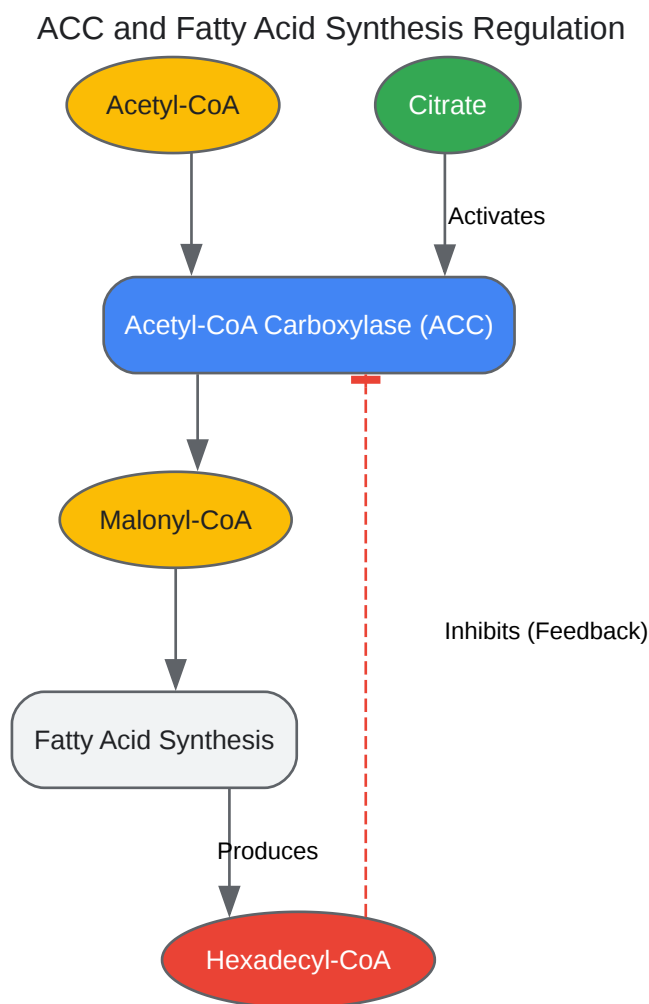 ACC and Fatty Acid Synthesis Regulation
Acetyl-CoA
Citrate
Activates
Acetyl-CoA Carboxylase (ACC)
Malonyl-CoA
Inhibits (Feedback)
Fatty Acid Synthesis
Produces
Hexadecyl-CoA